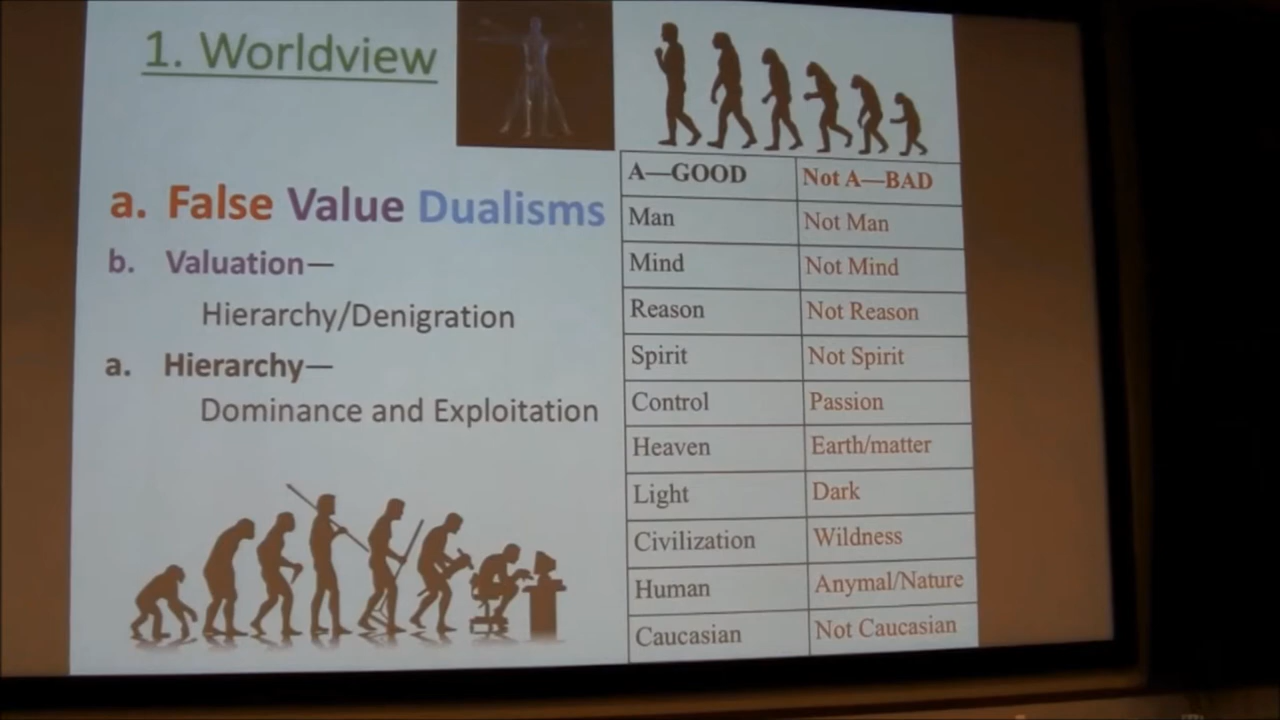 1. Worldview
a. False Value Dualisms
b. Valuation—
Hierarchy/Denigration
a. Hierarchy—
Dominance and Exploitation
A—GOOD Not A—BAD
Man Not Man
Mind Not Mind
Reason Not Reason
Spirit Not Spirit
Control Passion
Heaven Earth/matter
Light Dark
Civilization Wildness
Human Anymal/Nature
Caucasian Not Caucasian